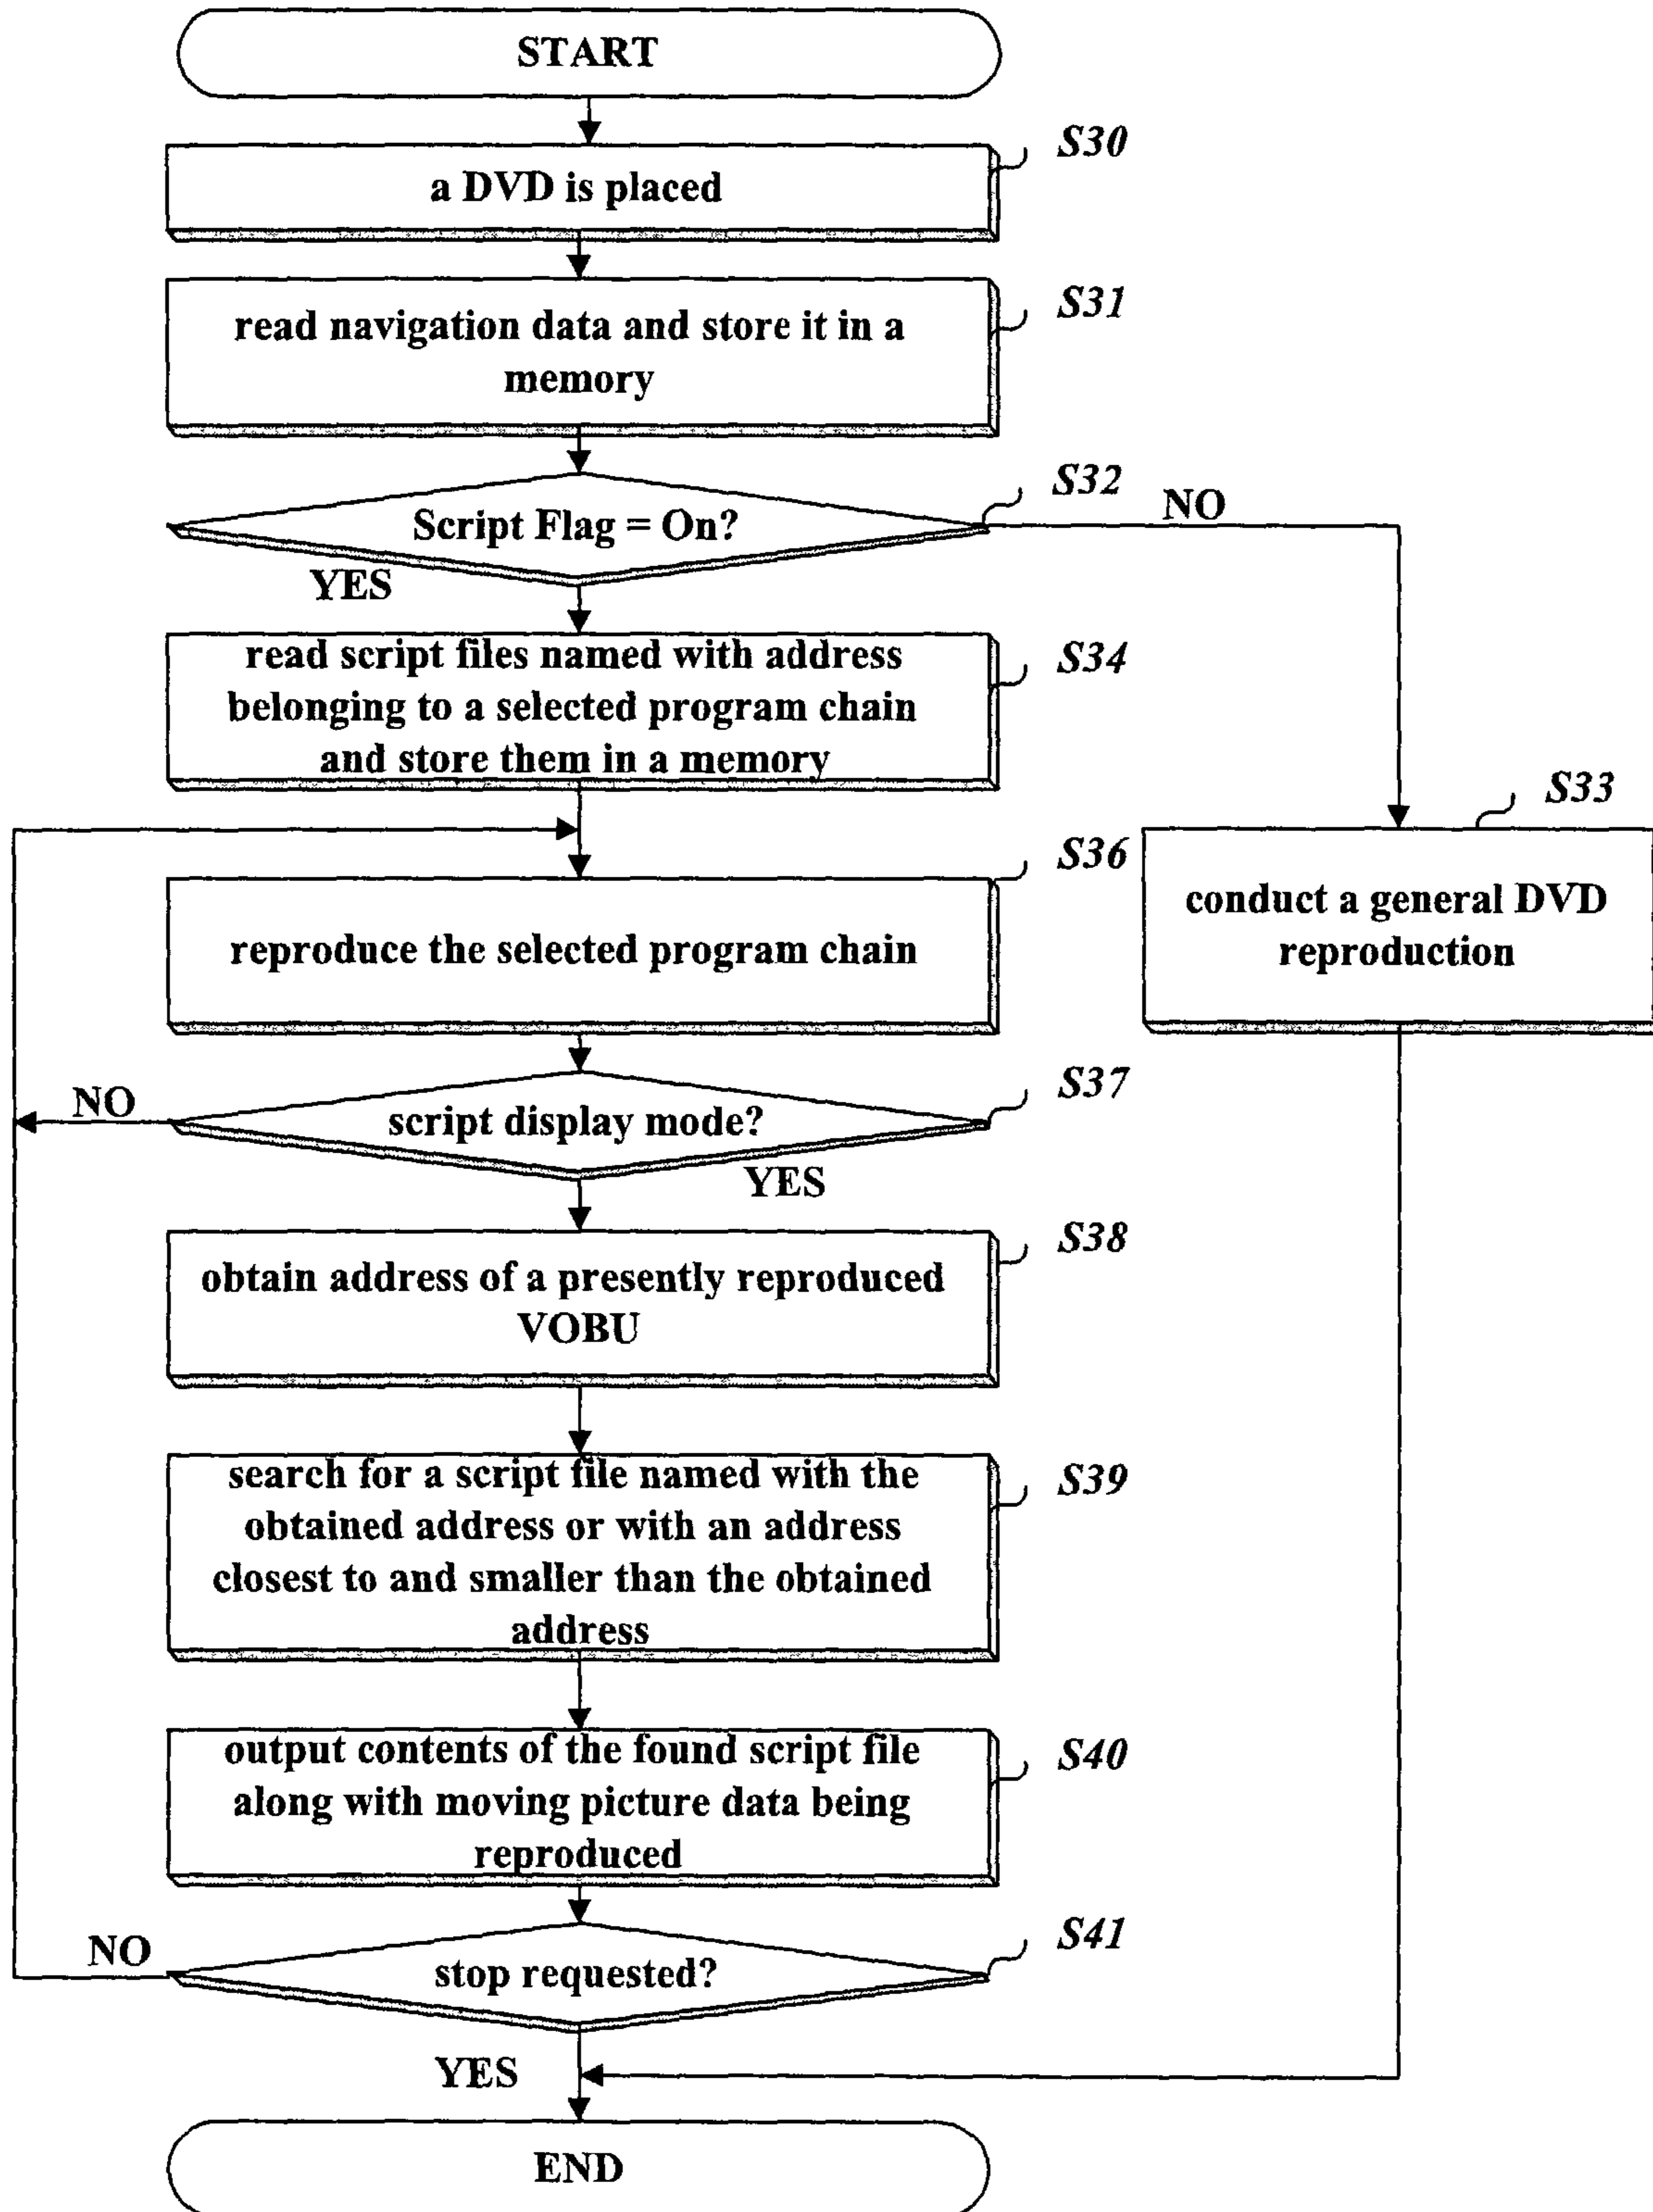 START
S30
a DVD is placed
S31
read navigation data and store it in a
memory
S32
NO
Script Flag = On?
YES
read script files named with address
S34
belonging to a selected program chain
and store them in a memory
S33
S36
conduct a general DVD
reproduction
reproduce the selected program chain
S37
NO
script display mode?
YES
S38
obtain address of a presently reproduced
VOBU
search for a script file named with the
S39
obtained address or with an address
closest to and smaller than the obtained
address
output contents of the found script file
S40
along with moving picture data being
reproduced
S41
NO
stop requested?
YES
END